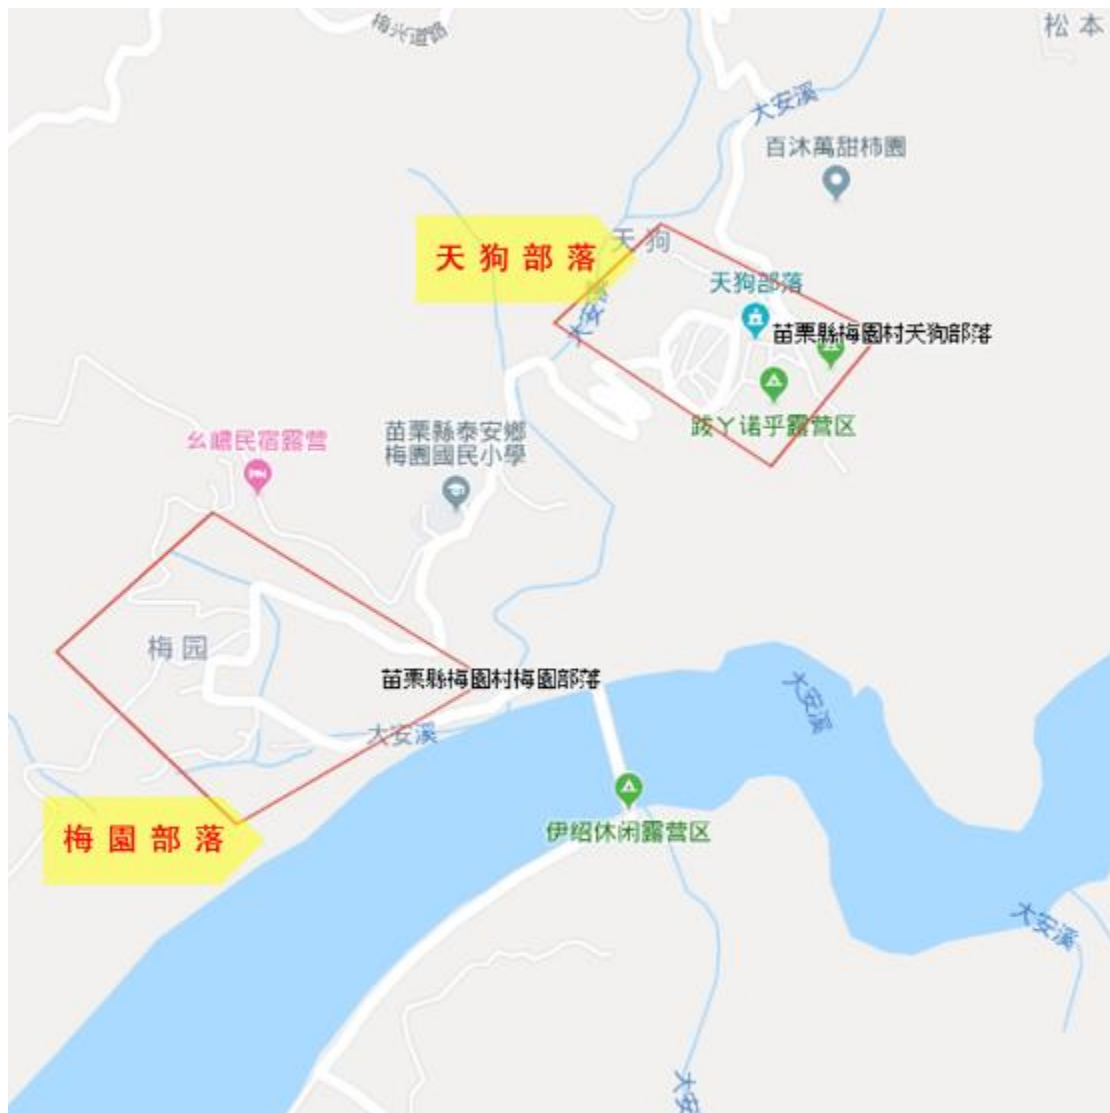 梅兴道路
松本
大安溪
百沐萬甜柿園
天狗部落
天狗
天狗部落
大安溪
苗栗縣梅園村天狗部落
跋丫诺乎露营区
苗栗縣泰安鄉
梅園國民小學
民宿露营
梅园
苗栗縣梅園村梅園部落
大安溪
大安溪
伊绍休闲露营区
梅園部落
大安溪
大安